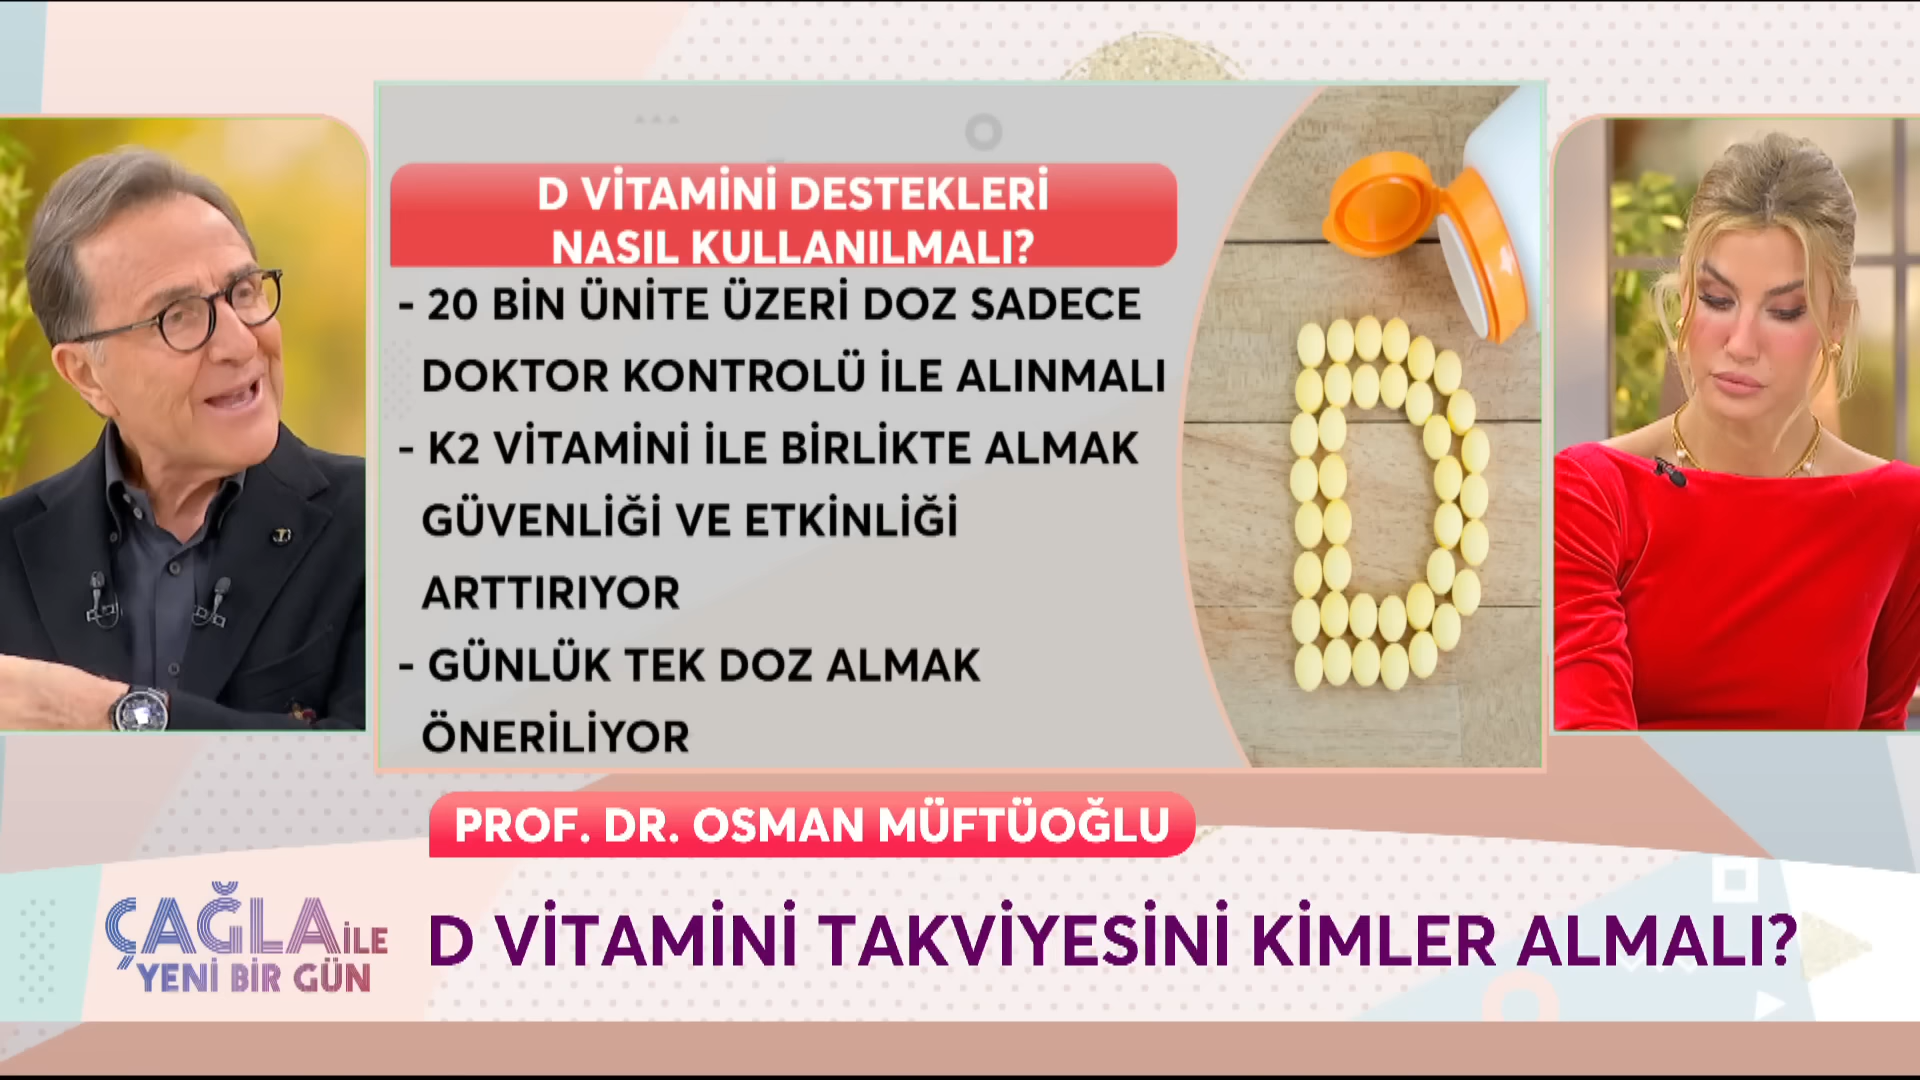 D VİTAMİNİ DESTEKLERİ
NASIL KULLANILMALI?
- 20 BİN ÜNİTE ÜZERİ DOZ SADECE
DOKTOR KONTROLÜ İLE ALINMALI
- K2 VİTAMİNİ İLE BİRLİKTE ALMAK
GÜVENLİĞİ VE ETKİNLİĞİ
ARTTIRIYOR
- GÜNLÜK TEK DOZ ALMAK
ÖNERİLİYOR
D
PROF. DR. OSMAN MÜFTÜOĞLU
ÇAĞLA İLE
YENİ BİR GÜN
D VİTAMİNİ TAKVİYESİNİ KİMLER ALMALI?